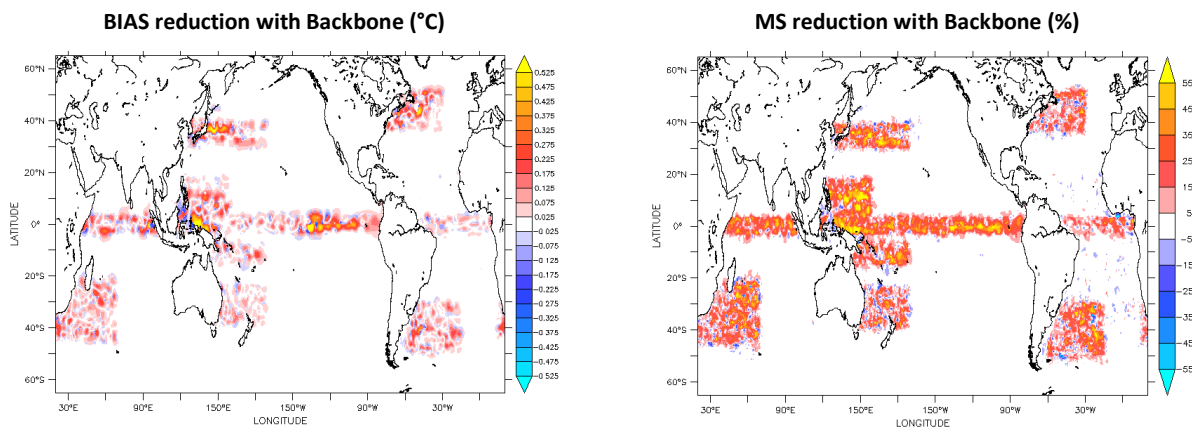 BIAS reduction with Backbone (°C)
60°N
40°N
20°N
0°
20°S
40°S
60°S
LATITUDE
30°E 90°E 150°E 150°W 90°W 30°W
LONGITUDE
0.525
0.475
0.425
0.375
0.325
0.275
0.225
0.175
0.125
0.075
0.025
-0.025
-0.075
-0.125
-0.175
-0.225
-0.275
-0.325
-0.375
-0.425
-0.475
-0.525
MS reduction with Backbone (%)
60°N
40°N
20°N
0°
20°S
40°S
60°S
LATITUDE
30°E 90°E 150°E 150°W 90°W 30°W
LONGITUDE
55
45
35
25
15
5
-5
-15
-25
-35
-45
-55